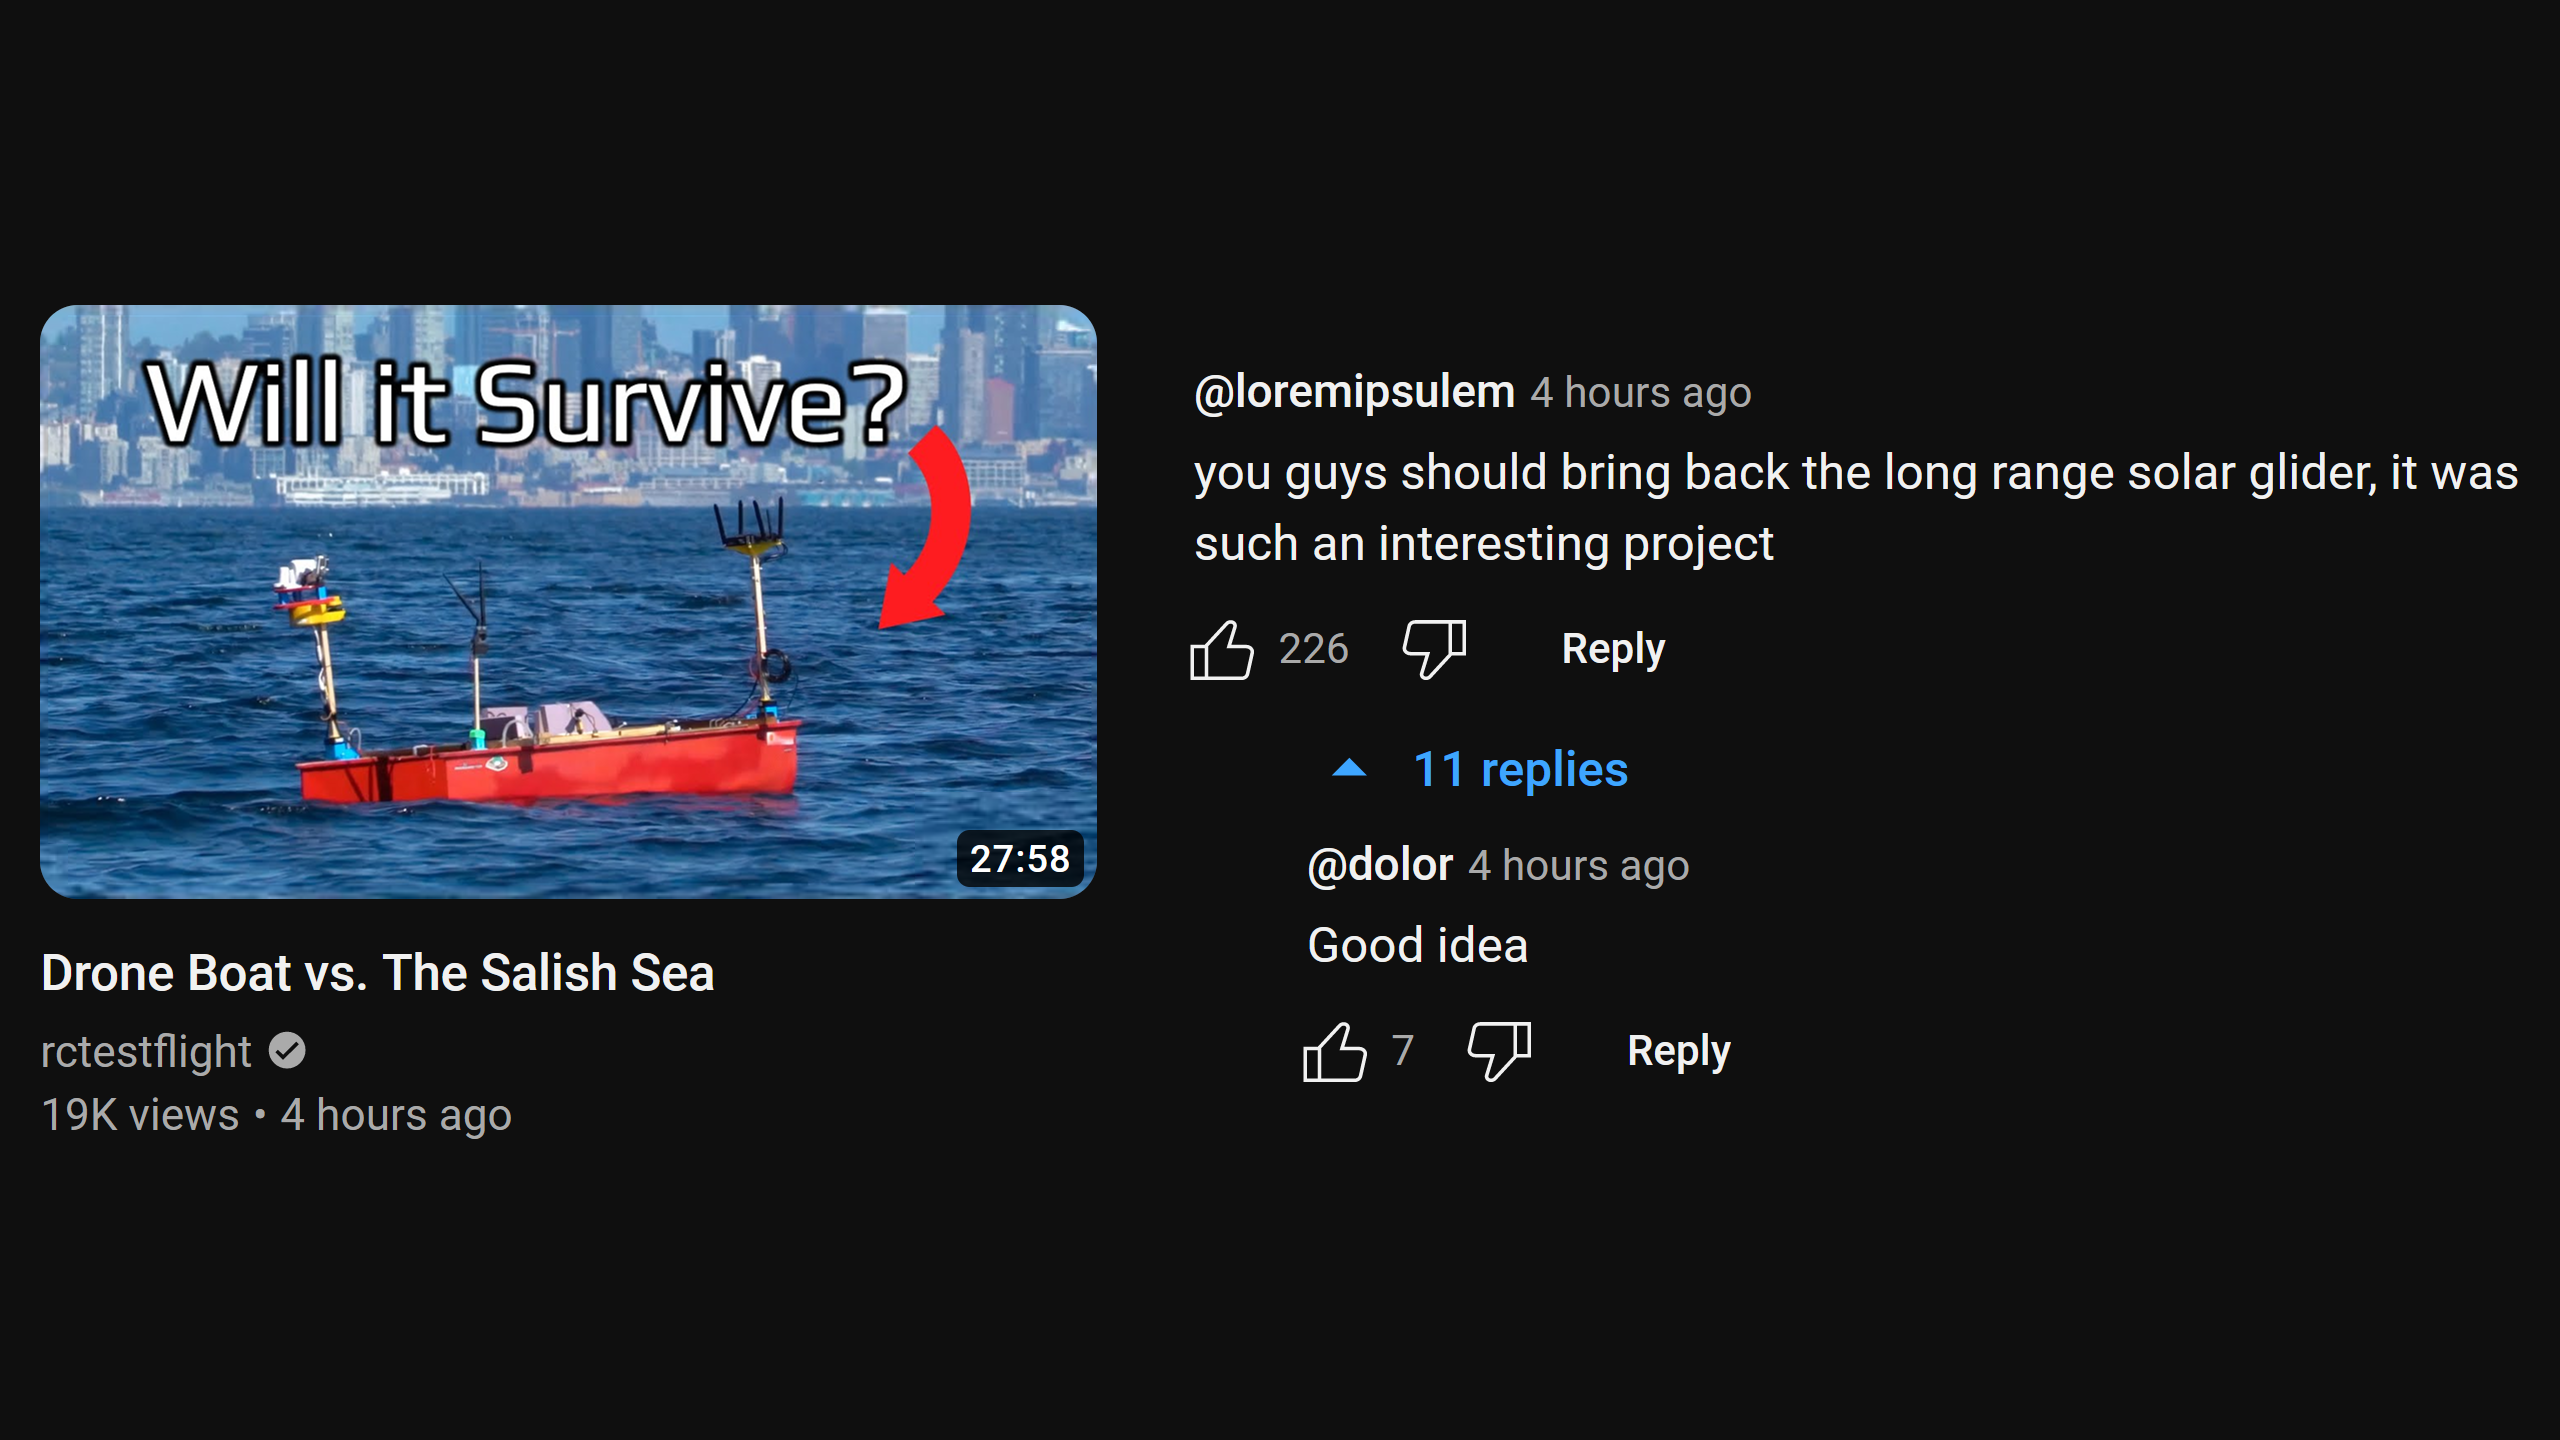 Will it Survive?
27:58
Drone Boat vs. The Salish Sea
rctestflight
19K views • 4 hours ago
@loremipsulem 4 hours ago
you guys should bring back the long range solar glider, it was
such an interesting project
226 Reply
11 replies
@dolor 4 hours ago
Good idea
7 Reply